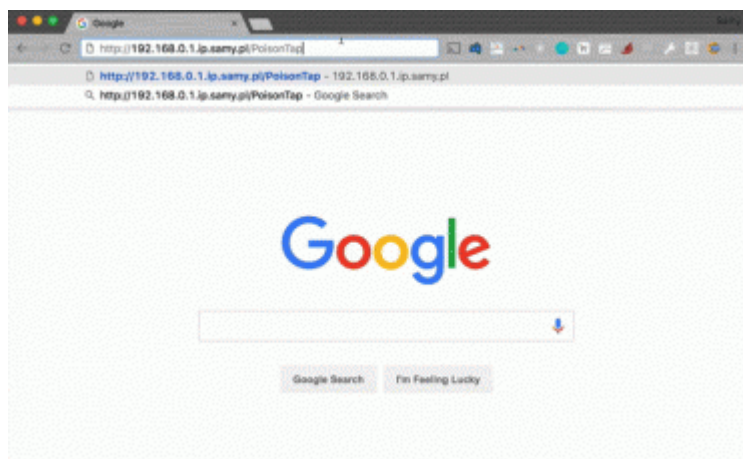 Google
Samy
http://192.168.0.1.ip.samy.pl/PoisonTap
http://192.168.0.1.ip.samy.pl/PoisonTap - 192.168.0.1.ip.samy.pl
http://192.168.0.1.ip.samy.pl/PoisonTap - Google Search
Google
Google Search
I'm Feeling Lucky